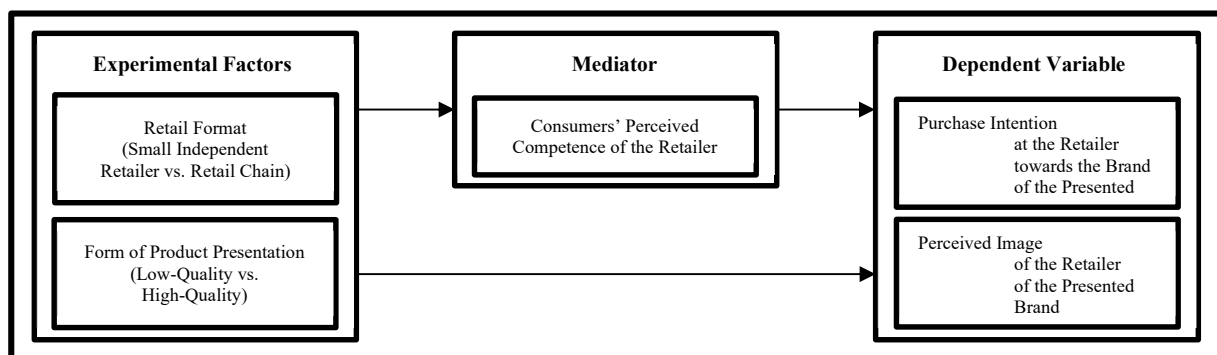 Experimental Factors
Retail Format
(Small Independent
Retailer vs. Retail Chain)
Form of Product Presentation
(Low-Quality vs.
High-Quality)
Mediator
Consumers’ Perceived
Competence of the Retailer
Dependent Variable
Purchase Intention
at the Retailer
towards the Brand
of the Presented
Perceived Image
of the Retailer
of the Presented
Brand